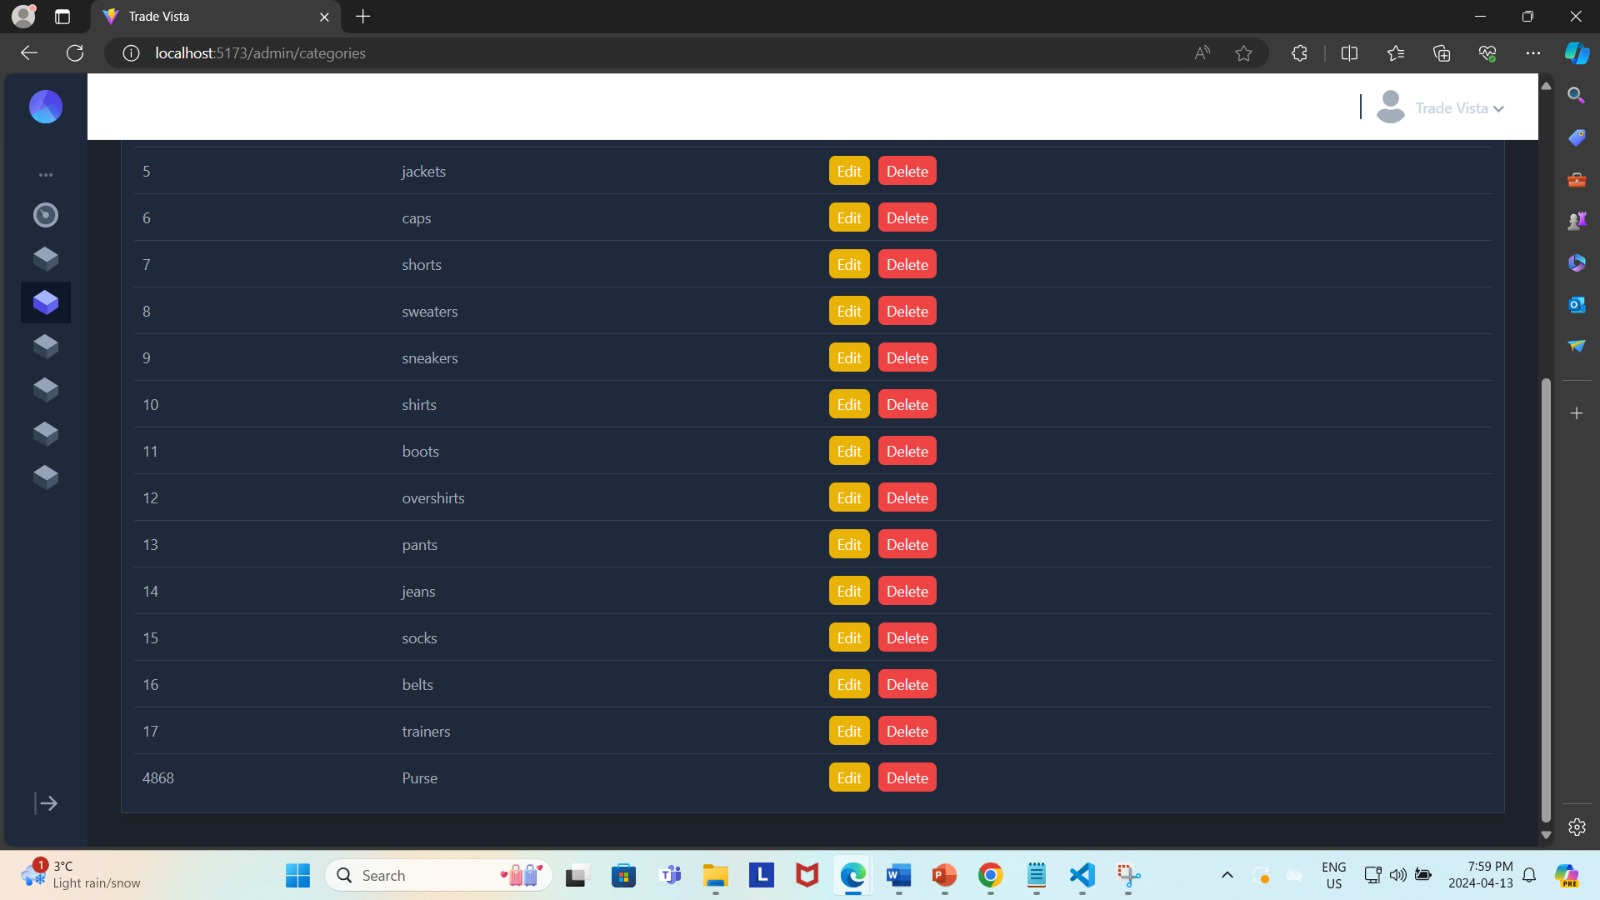 Trade Vista
localhost:5173/admin/categories
Trade Vista
5 jackets Edit Delete
6 caps Edit Delete
7 shorts Edit Delete
8 sweaters Edit Delete
9 sneakers Edit Delete
10 shirts Edit Delete
11 boots Edit Delete
12 overshirts Edit Delete
13 pants Edit Delete
14 jeans Edit Delete
15 socks Edit Delete
16 belts Edit Delete
17 trainers Edit Delete
4868 Purse Edit Delete
1
3°C
Light rain/snow
Search
L
ENG
US
7:59 PM
2024-04-13
PRE